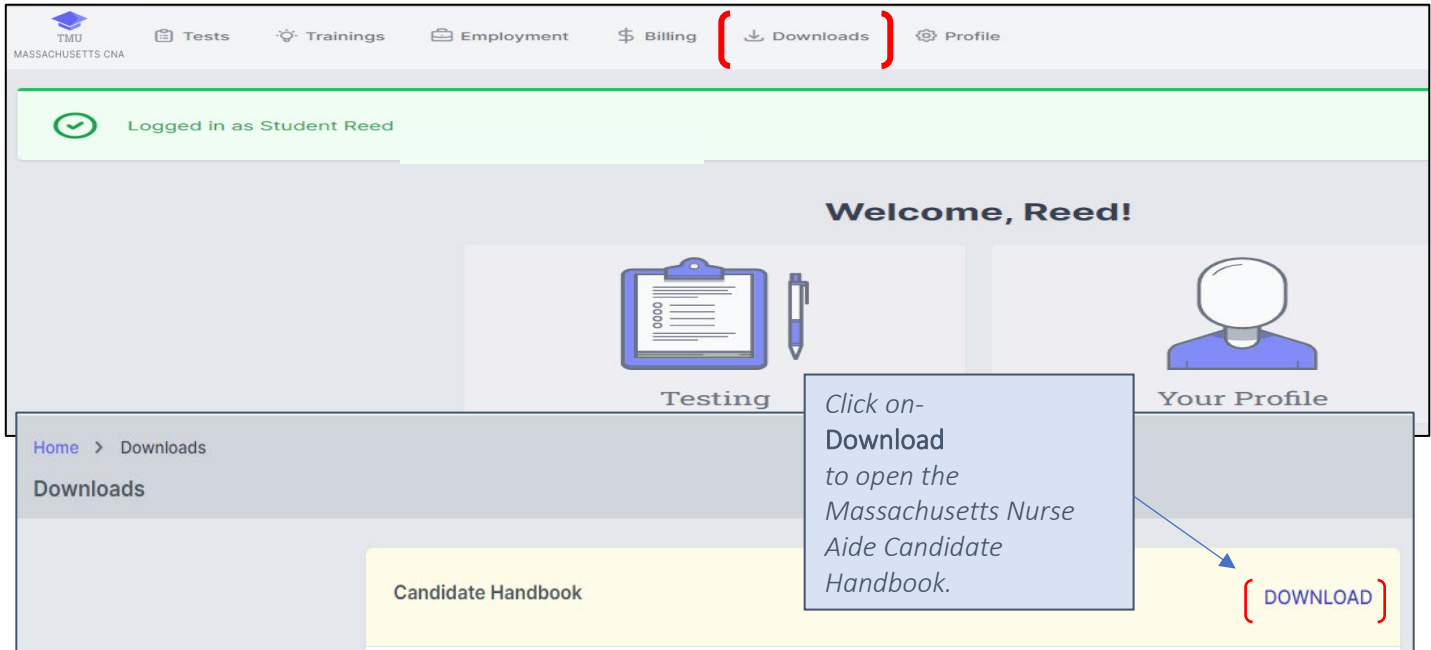 TMU
MASSACHUSETTS CNA
Tests
Trainings
Employment
$ Billing
Downloads
Profile
Logged in as Student Reed
Welcome, Reed!
Testing
Your Profile
Click on-
Download
to open the
Massachusetts Nurse
Aide Candidate
Handbook.
Home > Downloads
Downloads
Candidate Handbook
DOWNLOAD